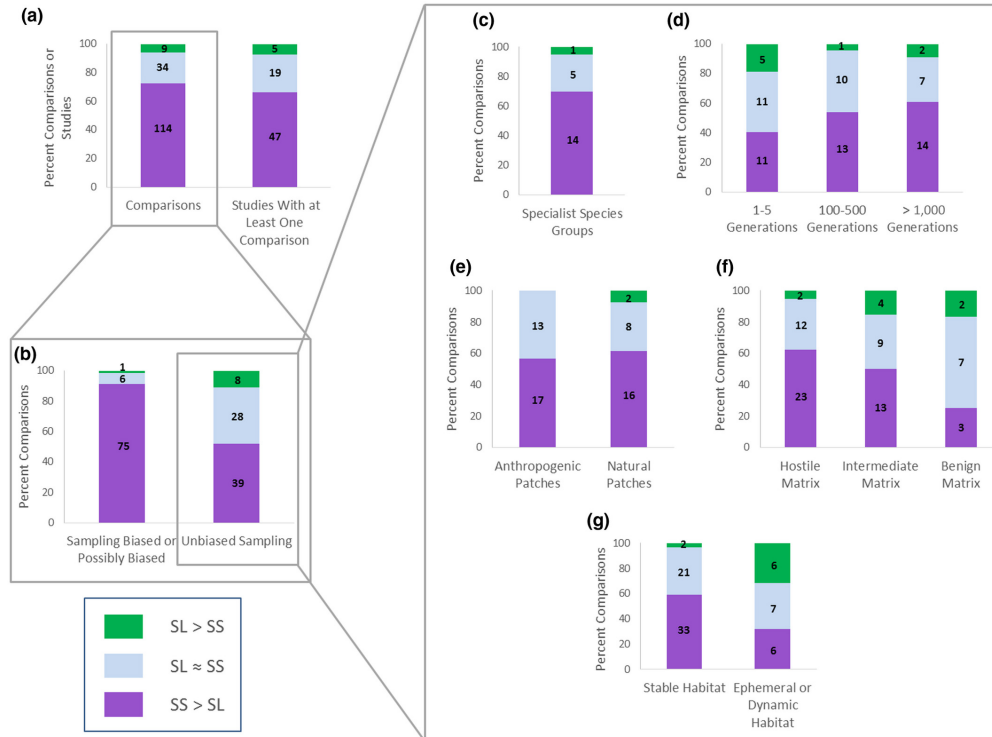 (a)
Percent Comparisons or
Studies
100
80
60
40
20
0
9
34
114
5
19
47
Comparisons
Studies With at
Least One
Comparison
(b)
Percent Comparisons
100
80
60
40
20
0
1
6
75
8
28
39
Sampling Biased or
Possibly Biased
Unbiased Sampling
SL > SS
SL ≈ SS
SS > SL
(c)
Percent Comparisons
100
80
60
40
20
0
1
5
14
Specialist Species
Groups
(d)
Percent Comparisons
100
80
60
40
20
0
5
11
11
1
10
13
2
7
14
1-5
Generations
100-500
Generations
> 1,000
Generations
(e)
Percent Comparisons
100
80
60
40
20
0
13
17
2
8
16
Anthropogenic
Patches
Natural
Patches
(f)
Percent Comparisons
100
80
60
40
20
0
2
12
23
4
9
13
2
7
3
Hostile
Matrix
Intermediate
Matrix
Benign
Matrix
(g)
Percent Comparisons
100
80
60
40
20
0
2
21
33
6
7
6
Stable Habitat
Ephemeral or
Dynamic
Habitat